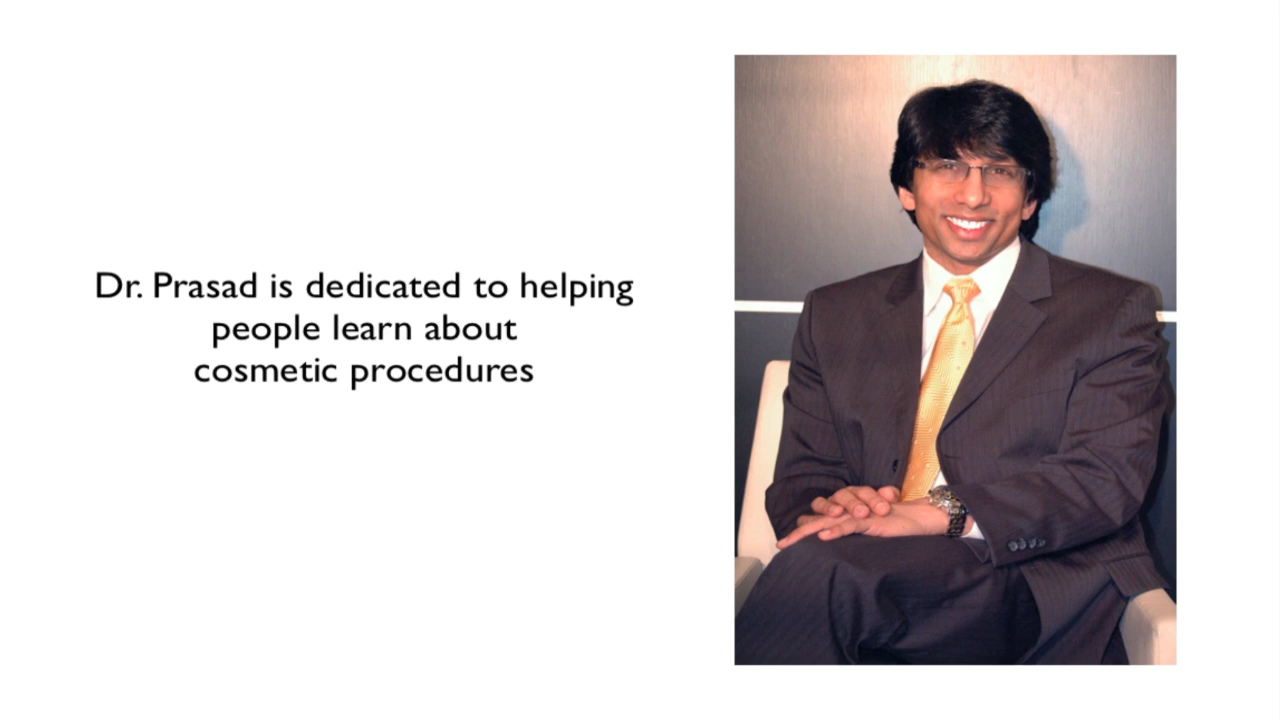 Dr. Prasad is dedicated to helping
people learn about
cosmetic procedures